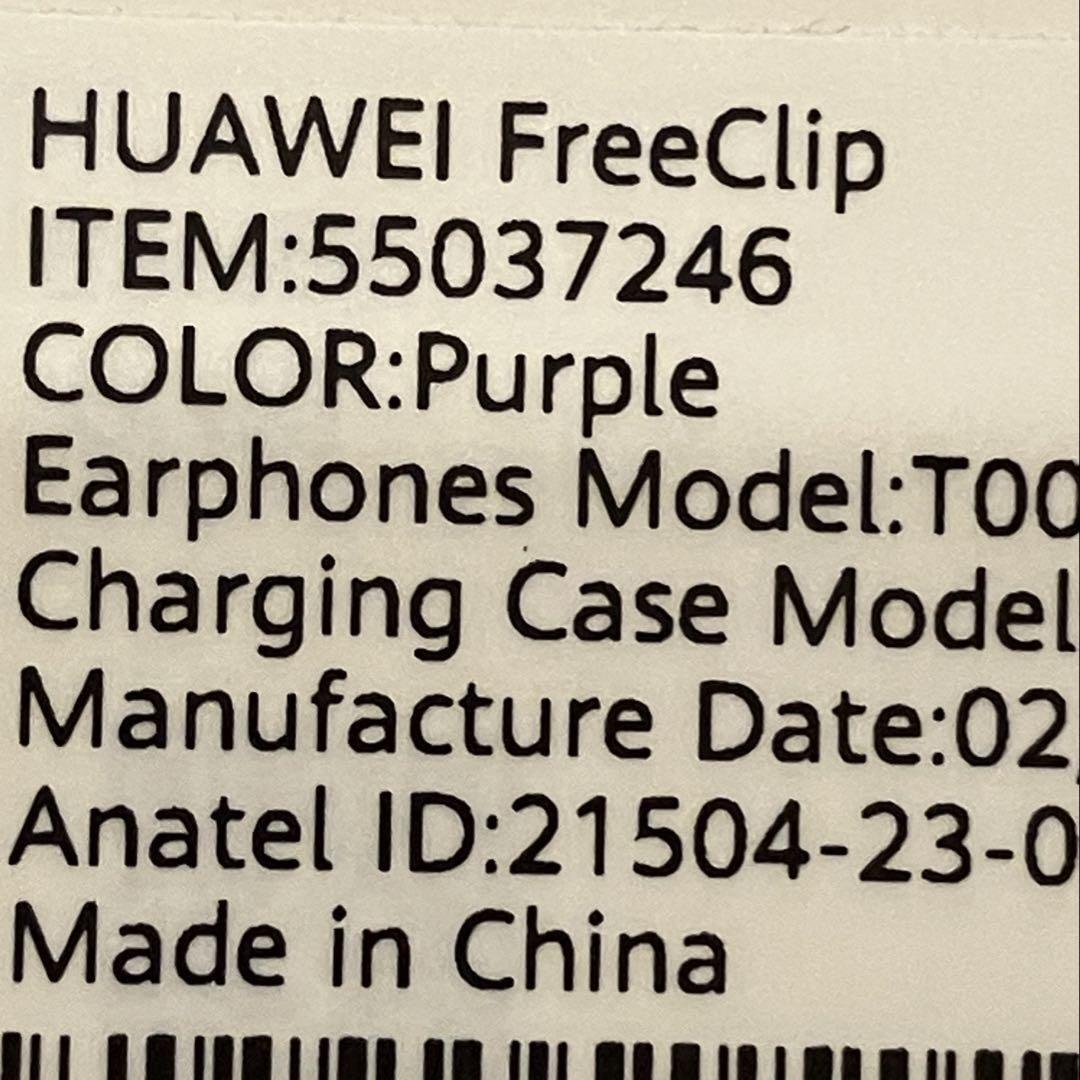 HUAWEI FreeClip
ITEM:55037246
COLOR:Purple
Earphones Model:T00
Charging Case Model
Manufacture Date:02
Anatel ID:21504-23-0
Made in China